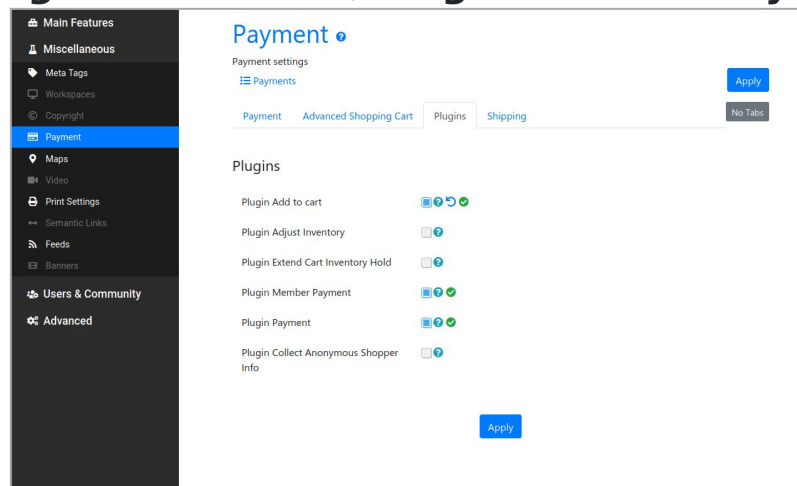 Main Features
Miscellaneous
Meta Tags
Workspaces
Copyright
Payment
Maps
Video
Print Settings
Semantic Links
Feeds
Banners
Users & Community
Advanced
Payment
Payment settings
Payments
Apply
Payment Advanced Shopping Cart Plugins Shipping
No Tabs
Plugins
Plugin Add to cart
Plugin Adjust Inventory
Plugin Extend Cart Inventory Hold
Plugin Member Payment
Plugin Payment
Plugin Collect Anonymous Shopper
Info
Apply